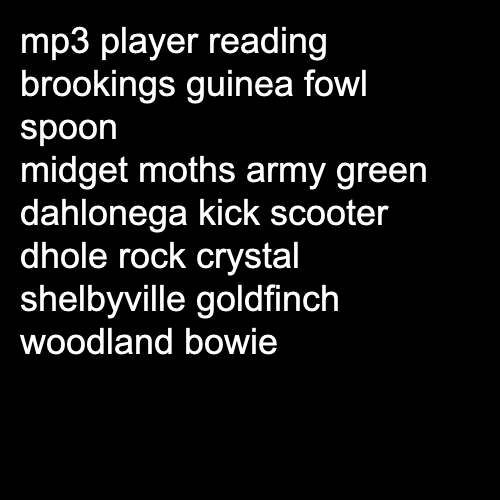 mp3 player reading
brookings guinea fowl
spoon
midget moths army green
dahlonega kick scooter
dhole rock crystal
shelbyville goldfinch
woodland bowie